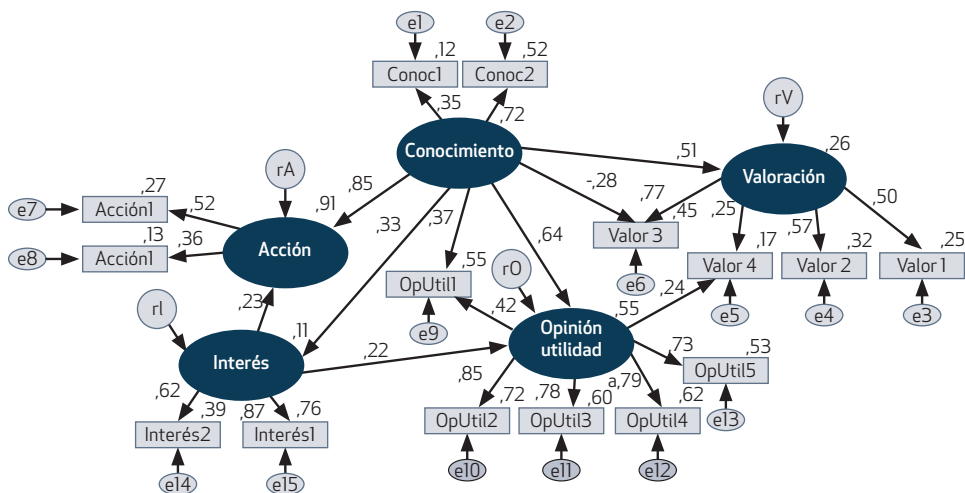 e1
e2
,12
,52
Conoc1
Conoc2
,35
,72
rV
Conocimiento
,51
,26
Valoración
rA
,27
,52
,85
-,28
,77
,50
e7
Acción1
,91
,33
,37
,45
,25
Valor 3
,57
,13
,36
Acción1
e8
Acción
,64
,17
,32
,25
,55
rO
e6
Valor 4
Valor 2
Valor 1
OpUtil1
,24
,23
,42
,55
e5
e4
e3
rI
e9
,11
Opinión
utilidad
Interés
,22
,73
,53
,85
,78
a,79
OpUtil5
,62
,39
,87
,76
,72
,60
,62
e13
Interés2
Interés1
OpUtil2
OpUtil3
OpUtil4
e14
e15
e10
e11
e12